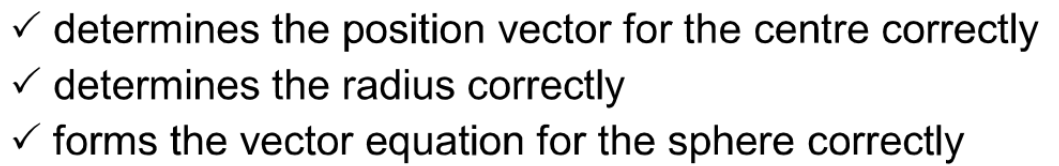 ✓ determines the position vector for the centre correctly
✓ determines the radius correctly
✓ forms the vector equation for the sphere correctly